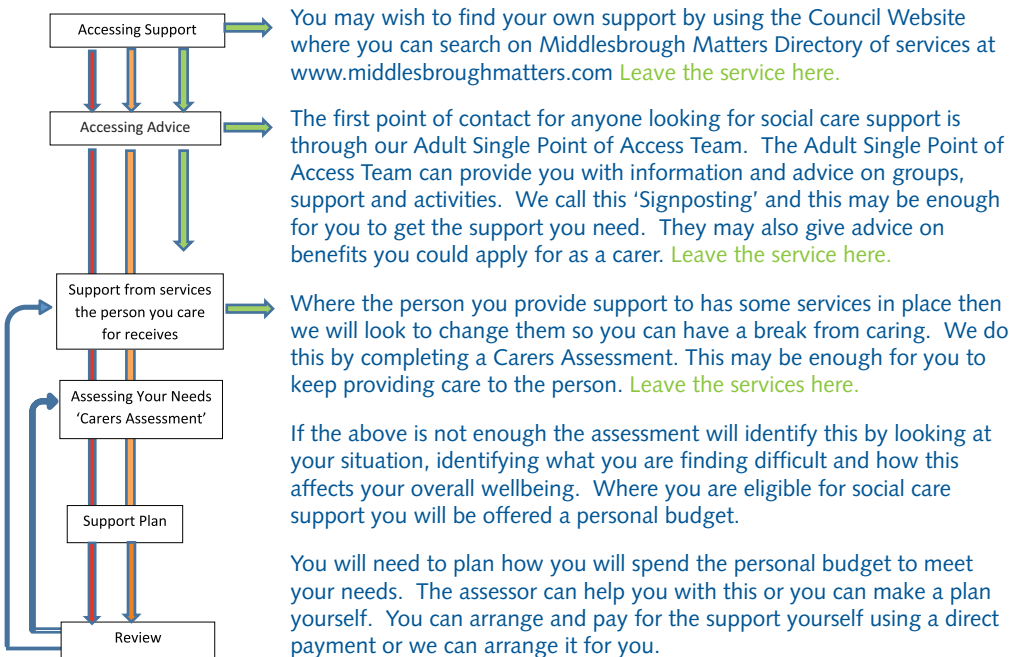 Accessing Support
You may wish to find your own support by using the Council Website
where you can search on Middlesbrough Matters Directory of services at
www.middlesbroughmatters.com Leave the service here.
Accessing Advice
The first point of contact for anyone looking for social care support is
through our Adult Single Point of Access Team.  The Adult Single Point of
Access Team can provide you with information and advice on groups,
support and activities.  We call this ‘Signposting’ and this may be enough
for you to get the support you need.  They may also give advice on
benefits you could apply for as a carer. Leave the service here.
Support from services
the person you care
for receives
Where the person you provide support to has some services in place then
we will look to change them so you can have a break from caring.  We do
this by completing a Carers Assessment. This may be enough for you to
keep providing care to the person. Leave the services here.
Assessing Your Needs
‘Carers Assessment’
If the above is not enough the assessment will identify this by looking at
your situation, identifying what you are finding difficult and how this
affects your overall wellbeing.  Where you are eligible for social care
support you will be offered a personal budget.
Support Plan
You will need to plan how you will spend the personal budget to meet
your needs.  The assessor can help you with this or you can make a plan
yourself.  You can arrange and pay for the support yourself using a direct
payment or we can arrange it for you.
Review